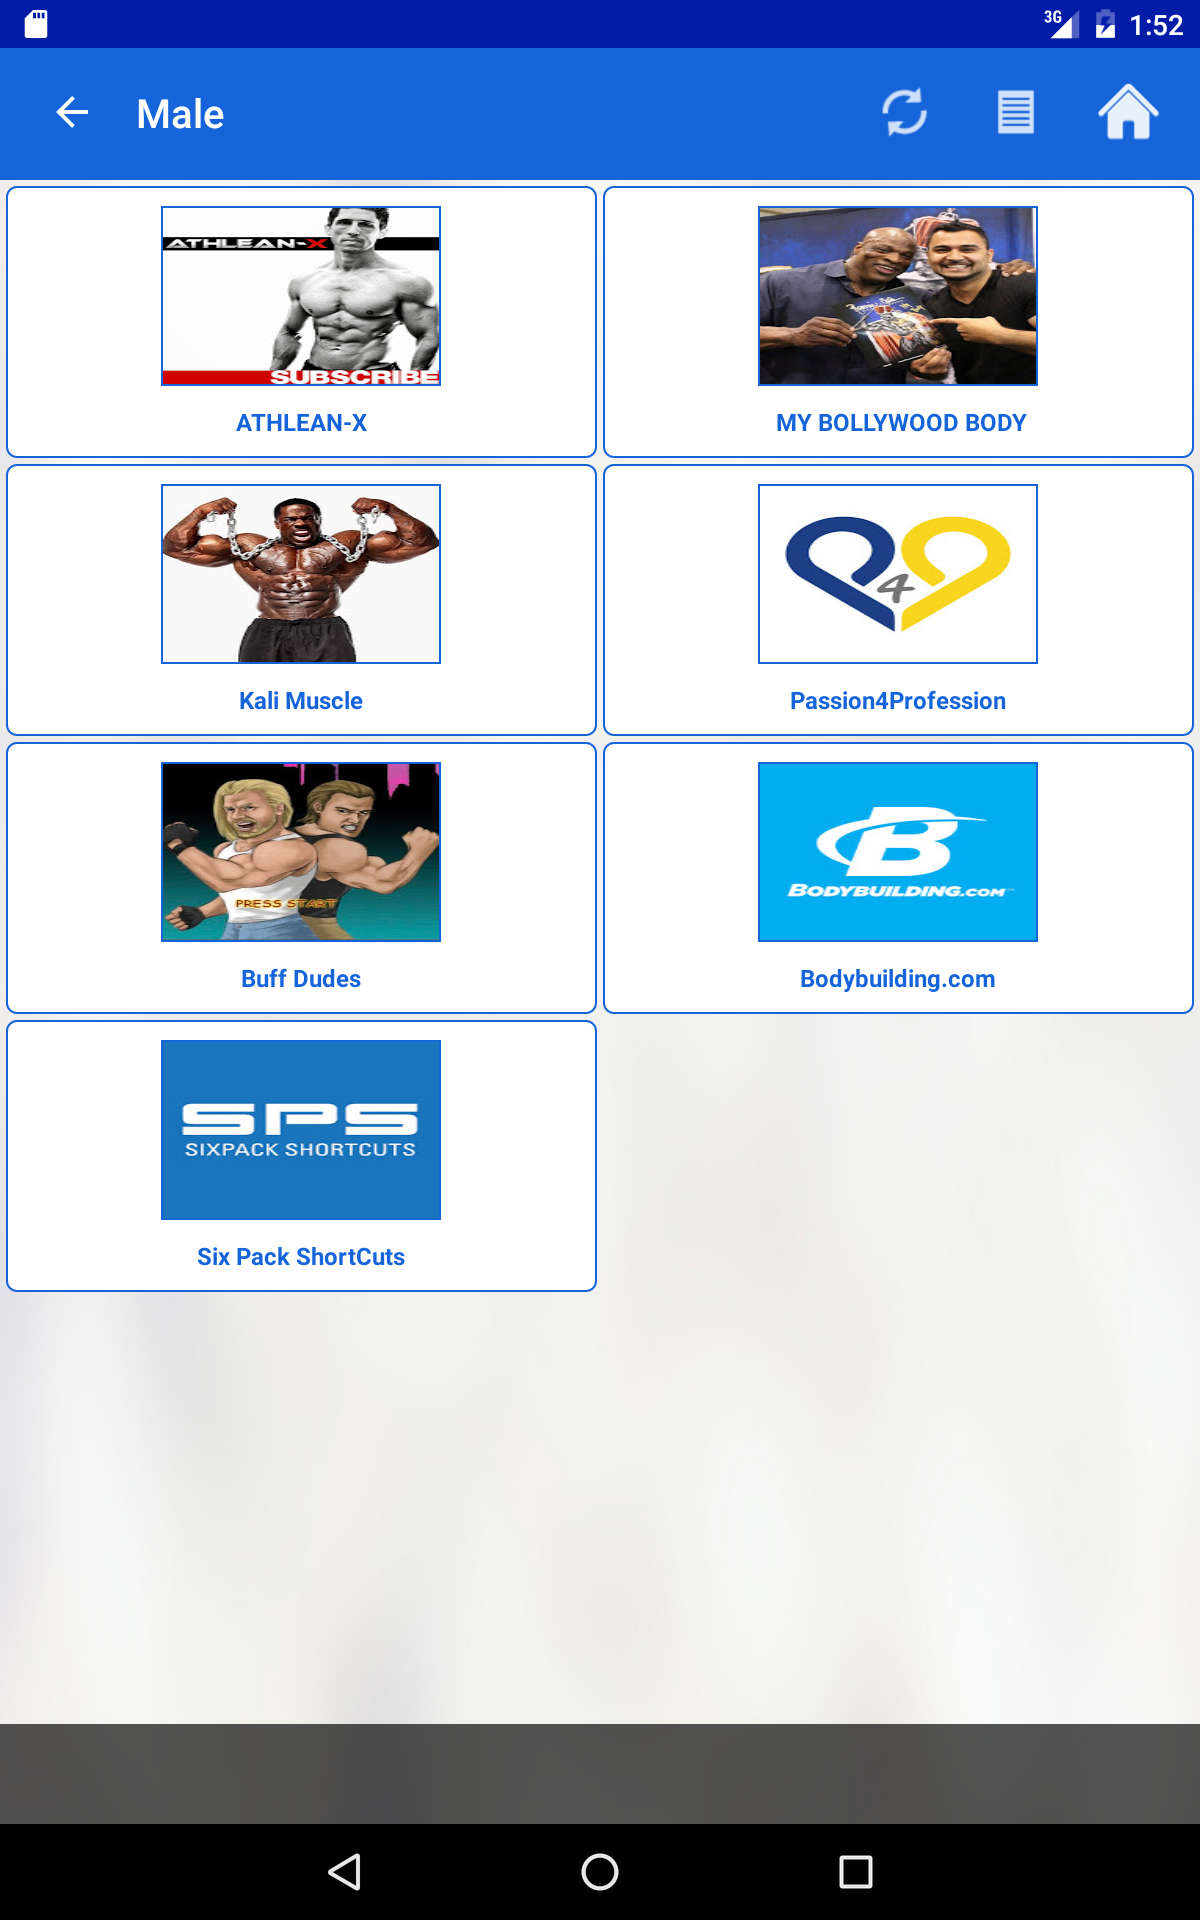 3G 1:52
Male
ATHLEAN-X
SUBSCRIBE
ATHLEAN-X
MY BOLLYWOOD BODY
Kali Muscle
4
Passion4Profession
PRESS START
Buff Dudes
B
BODYBUILDING.COM
Bodybuilding.com
SPS
SIXPACK SHORTCUTS
Six Pack ShortCuts